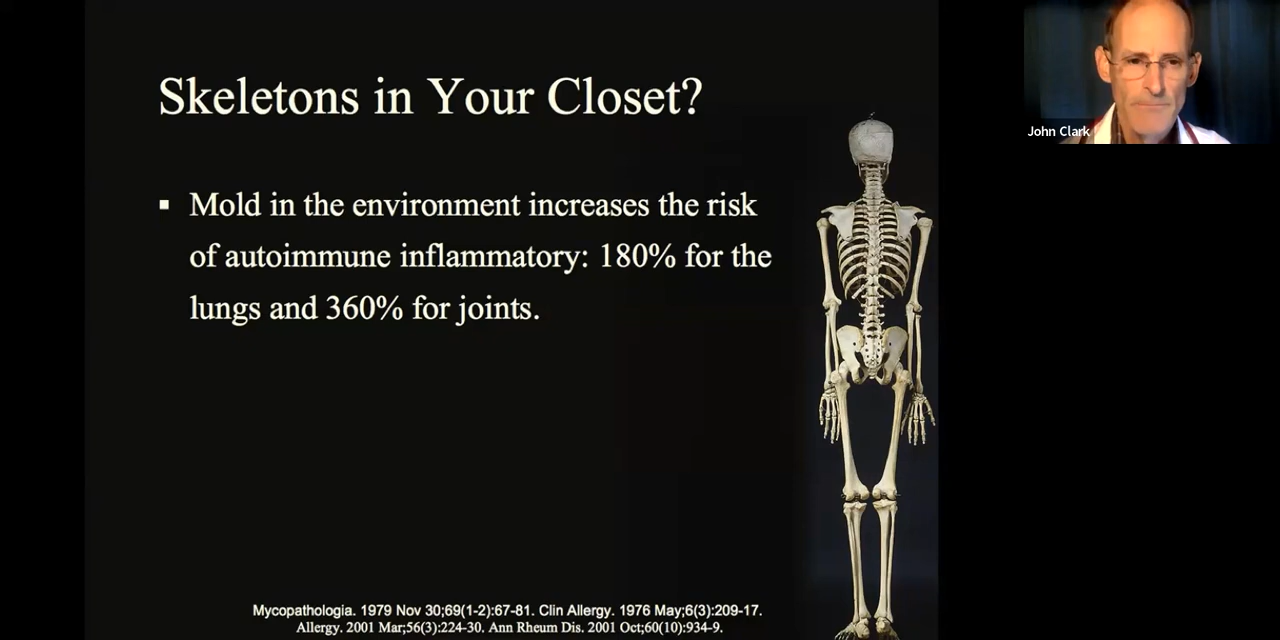 Skeletons in Your Closet?
▪ Mold in the environment increases the risk
of autoimmune inflammatory: 180% for the
lungs and 360% for joints.
Mycopathologia. 1979 Nov 30;69(1-2):67-81. Clin Allergy. 1976 May;6(3):209-17.
Allergy. 2001 Mar;56(3):224-30. Ann Rheum Dis. 2001 Oct;60(10):934-9.
John Clark